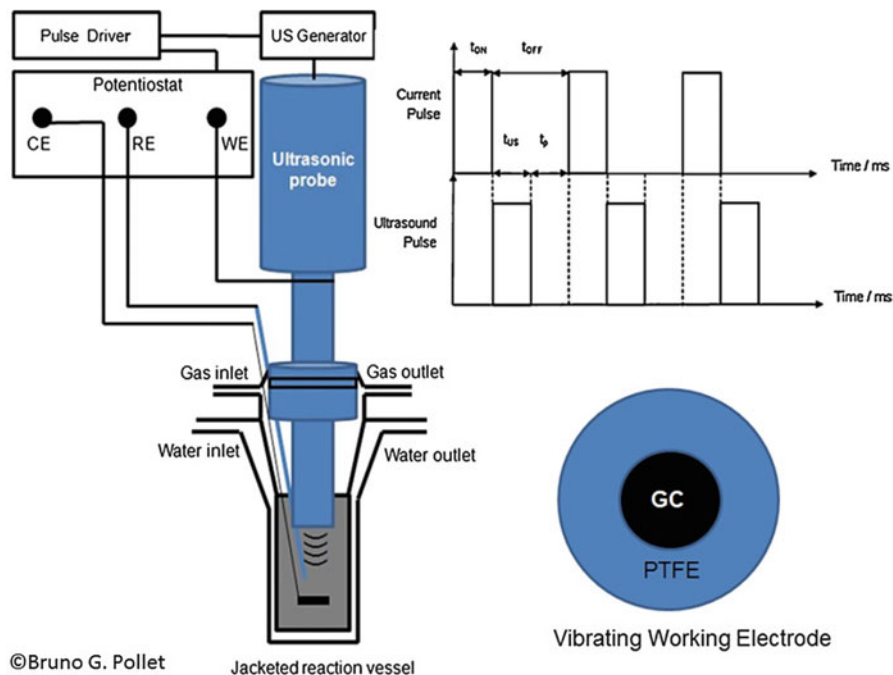 Pulse Driver
US Generator
Potentiostat
CE
RE
WE
Ultrasonic
probe
Gas inlet
Gas outlet
Water inlet
Water outlet
Jacketed reaction vessel
©Bruno G. Pollet
tON
tOFF
Current
Pulse
tUS
tp
Time / ms
Ultrasound
Pulse
Time / ms
GC
PTFE
Vibrating Working Electrode